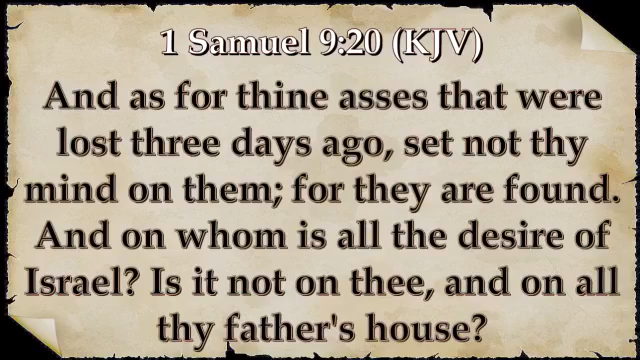 1 Samuel 9:20 (KJV)
And as for thine asses that were
lost three days ago, set not thy
mind on them; for they are found.
And on whom is all the desire of
Israel? Is it not on thee, and on all
thy father's house?